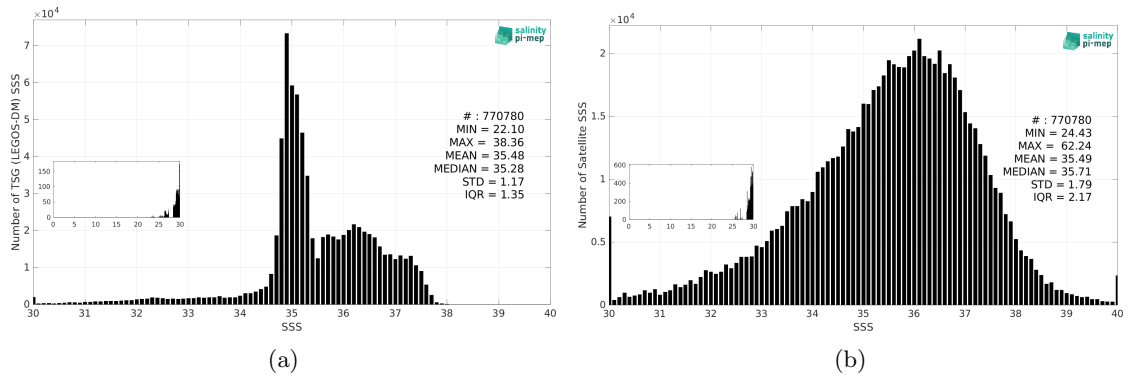 ×10⁴
Number of TSG (LEGOS-DM) SSS
7
6
5
4
3
2
1
0
30 31 32 33 34 35 36 37 38 39 40
SSS
salinity
pi-mep
# : 770780
MIN = 22.10
MAX = 38.36
MEAN = 35.48
MEDIAN = 35.28
STD = 1.17
IQR = 1.35
150
100
50
0
0 5 10 15 20 25 30
(a)
×10⁴
Number of Satellite SSS
2
1.5
1
0.5
0
30 31 32 33 34 35 36 37 38 39 40
SSS
salinity
pi-mep
# : 770780
MIN = 24.43
MAX = 62.24
MEAN = 35.49
MEDIAN = 35.71
STD = 1.79
IQR = 2.17
600
400
200
0
0 5 10 15 20 25 30
(b)